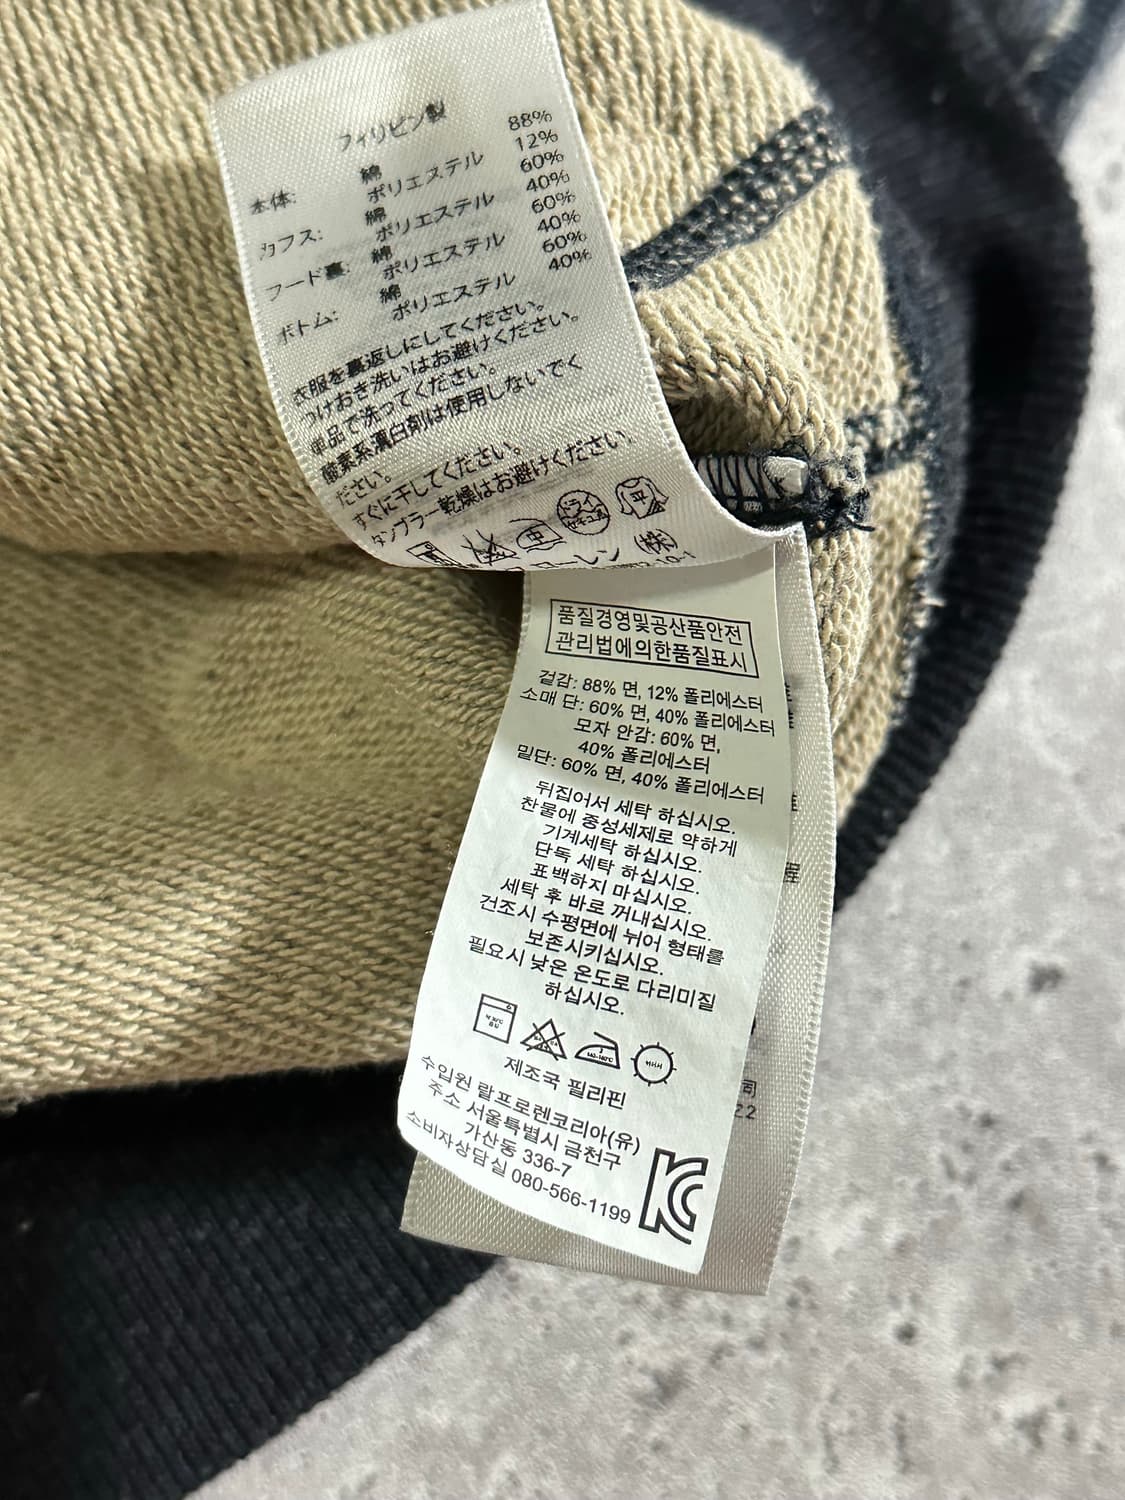 フィリピン製
本体: 綿 88%
ポリエステル 12%
カフス: 綿 60%
ポリエステル 40%
フード裏: 綿 60%
ポリエステル 40%
ボトム: 綿 60%
ポリエステル 40%
衣服を裏返しにしてください。
つけおき洗いはお避けください。
単品で洗ってください。
酸素系漂白剤は使用しないでく
ださい。
すぐに干してください。
タンブラー乾燥はお避けください。
中
ドライ
中
ローレン (株)
품질경영및공산품안전
관리법에의한품질표시
겉감: 88% 면, 12% 폴리에스터
소매 단: 60% 면, 40% 폴리에스터
모자 안감: 60% 면,
40% 폴리에스터
밑단: 60% 면, 40% 폴리에스터
뒤집어서 세탁 하십시오.
찬물에 중성세제로 약하게
기계세탁 하십시오.
단독 세탁 하십시오.
표백하지 마십시오.
세탁 후 바로 꺼내십시오.
건조시 수평면에 뉘어 형태를
보존시키십시오.
필요시 낮은 온도로 다리미질
하십시오.
제조국 필리핀
수입원 랄프로렌코리아(유)
주소 서울특별시 금천구
가산동 336-7
소비자상담실 080-566-1199
KC
司
22